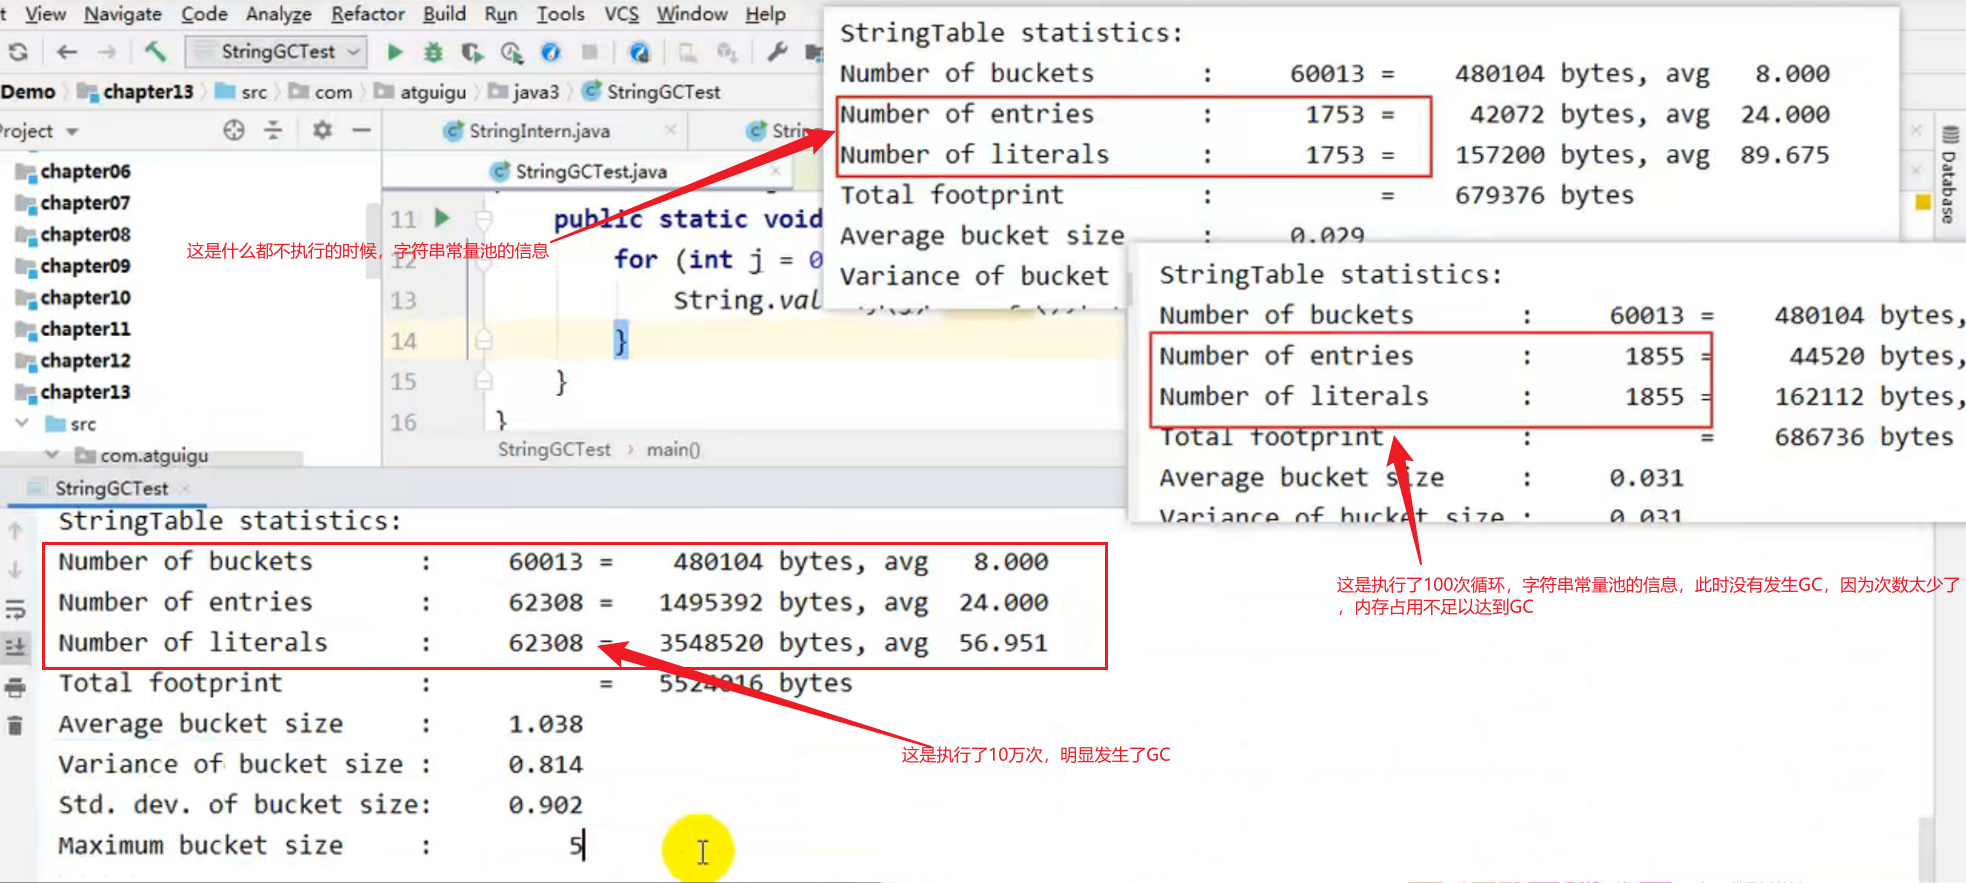 View Navigate Code Analyze Refactor Build Run Tools VCS Window Help
StringGCTest
Demo chapter13 src com atguigu java3 StringGCTest
Project
StringIntern.java
StringGCTest.java
chapter06
chapter07
chapter08
chapter09
chapter10
chapter11
chapter12
chapter13
src
com.atguigu
11 public static void
12 for (int j = 0
13 String.val
14 }
15 }
16 }
StringGCTest main()
这是什么都不执行的时候，字符串常量池的信息
StringTable statistics:
Number of buckets : 60013 = 480104 bytes, avg 8.000
Number of entries : 1753 = 42072 bytes, avg 24.000
Number of literals : 1753 = 157200 bytes, avg 89.675
Total footprint : = 679376 bytes
Average bucket size : 0.029
Variance of bucket
Database
StringTable statistics:
Number of buckets : 60013 = 480104 bytes,
Number of entries : 1855 = 44520 bytes,
Number of literals : 1855 = 162112 bytes,
Total footprint : = 686736 bytes
Average bucket size : 0.031
Variance of bucket size : 0.031
这是执行了100次循环，字符串常量池的信息，此时没有发生GC，因为次数太少了
，内存占用不足以达到GC
StringGCTest
StringTable statistics:
Number of buckets : 60013 = 480104 bytes, avg 8.000
Number of entries : 62308 = 1495392 bytes, avg 24.000
Number of literals : 62308 = 3548520 bytes, avg 56.951
Total footprint : = 5524016 bytes
Average bucket size : 1.038
Variance of bucket size : 0.814
Std. dev. of bucket size: 0.902
Maximum bucket size : 5
这是执行了10万次，明显发生了GC